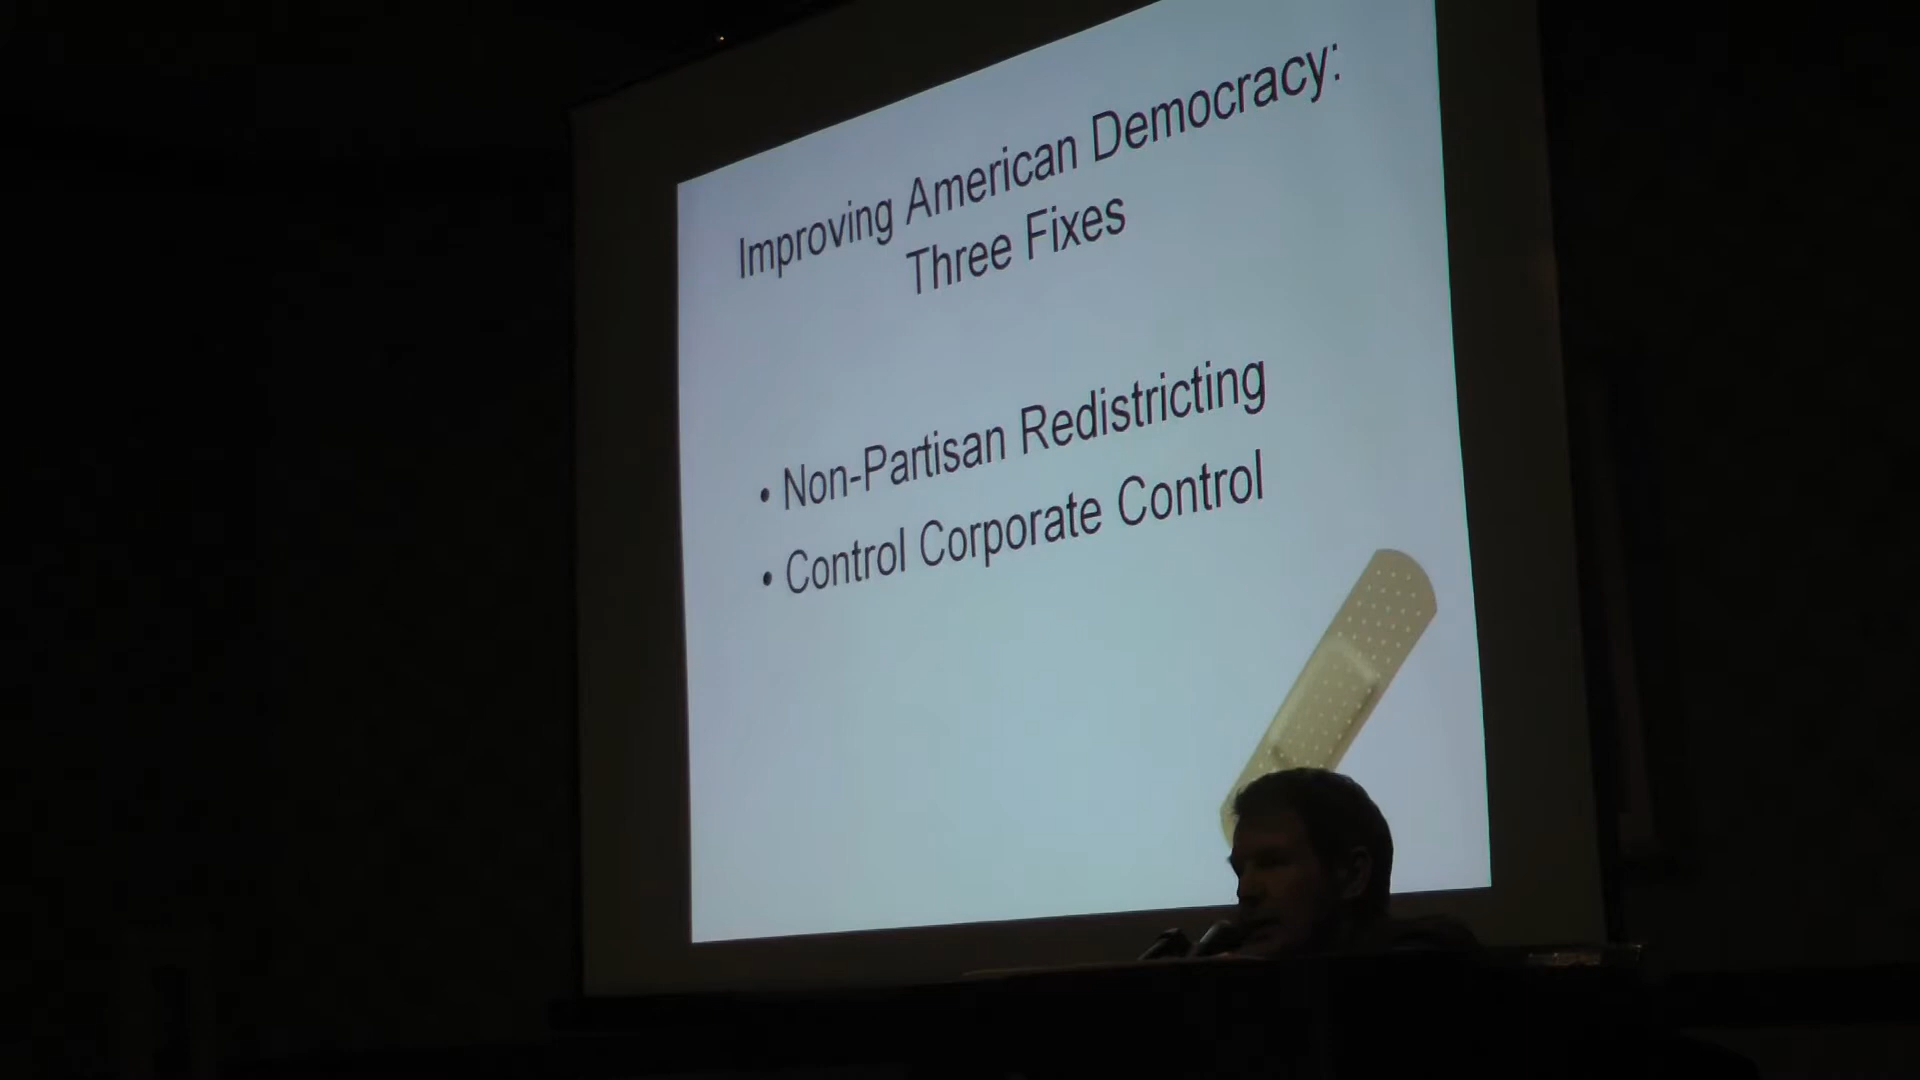 Improving American Democracy:
Three Fixes
• Non-Partisan Redistricting
• Control Corporate Control